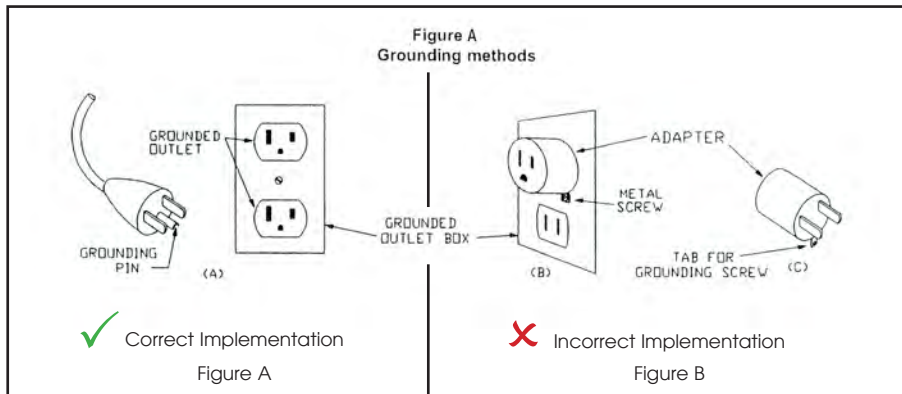 Figure A
Grounding methods
GROUNDED
OUTLET
GROUNDING
PIN
(A)
GROUNDED
OUTLET BOX
ADAPTER
METAL
SCREW
(B)
TAB FOR
GROUNDING SCREW
(C)
Correct Implementation
Figure A
Incorrect Implementation
Figure B